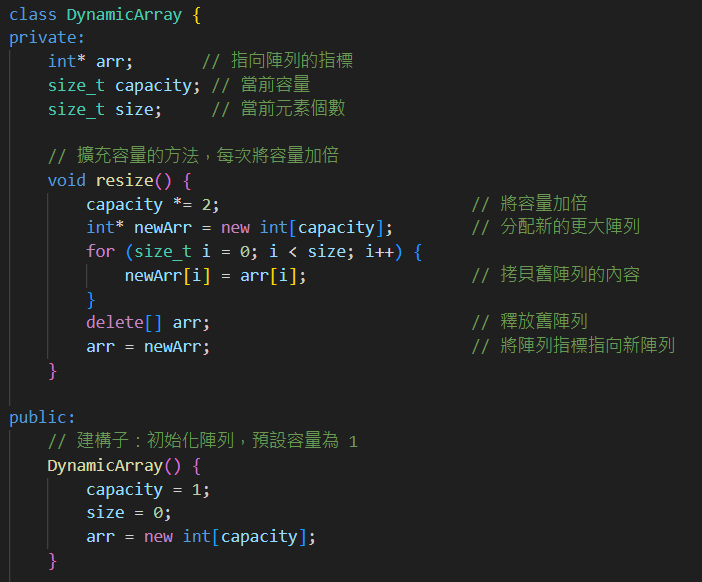 class DynamicArray {
private:
    int* arr;       // 指向陣列的指標
    size_t capacity; // 當前容量
    size_t size;     // 當前元素個數

    // 擴充容量的方法，每次將容量加倍
    void resize() {
        capacity *= 2;                          // 將容量加倍
        int* newArr = new int[capacity];        // 分配新的更大陣列
        for (size_t i = 0; i < size; i++) {
            newArr[i] = arr[i];                 // 拷貝舊陣列的內容
        }
        delete[] arr;                           // 釋放舊陣列
        arr = newArr;                           // 將陣列指標指向新陣列
    }

public:
    // 建構子：初始化陣列，預設容量為 1
    DynamicArray() {
        capacity = 1;
        size = 0;
        arr = new int[capacity];
    }